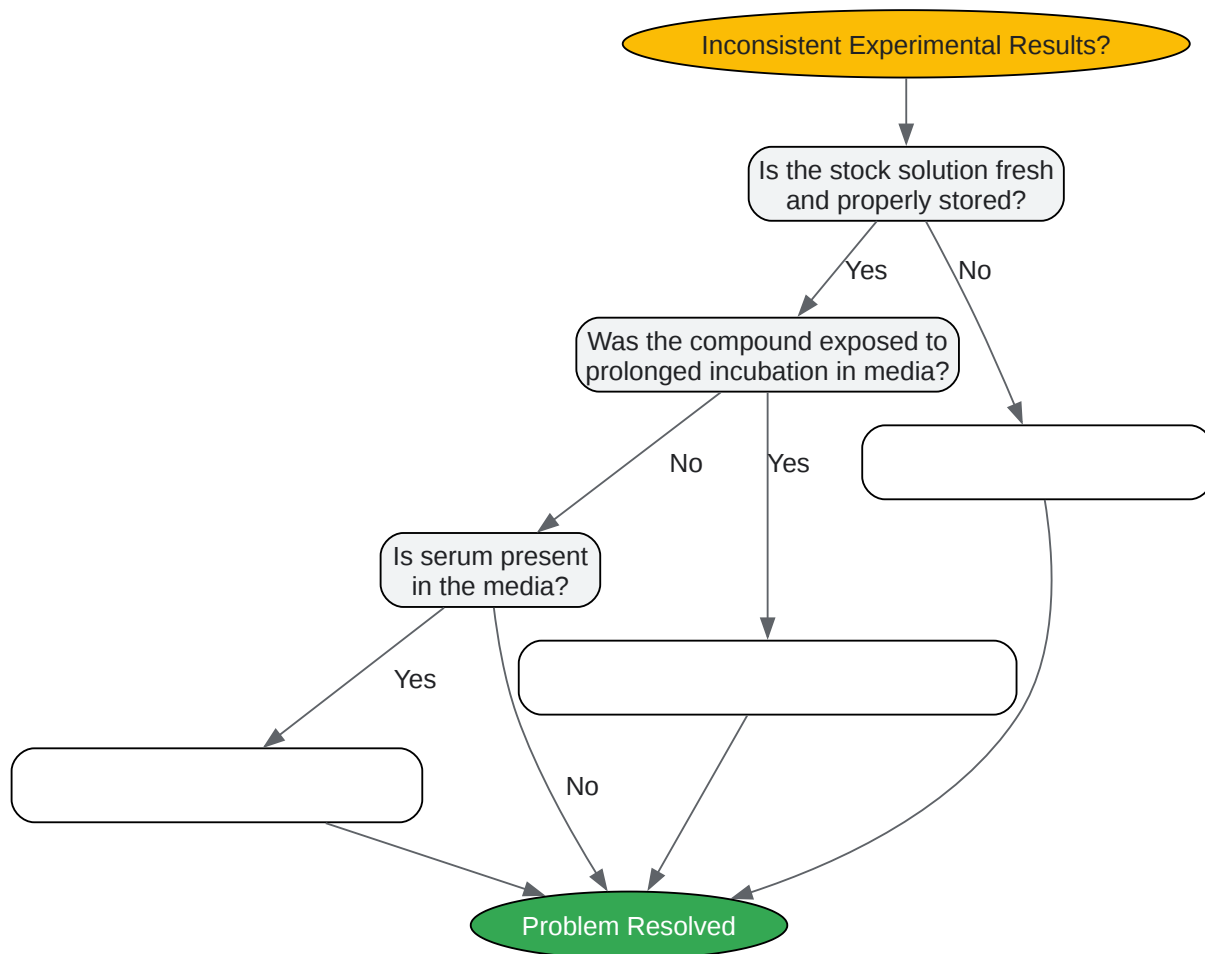 Inconsistent Experimental Results?
Is the stock solution fresh
and properly stored?
Yes
No
Was the compound exposed to
prolonged incubation in media?
No
Yes
Is serum present
in the media?
Yes
No
Problem Resolved